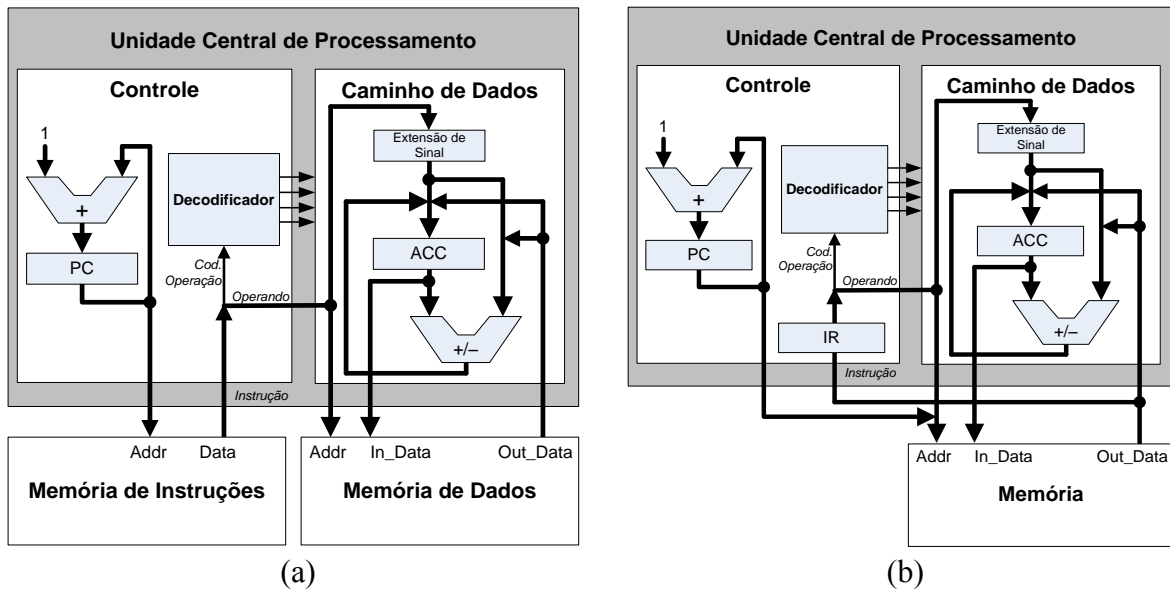 Unidade Central de Processamento
Controle
Caminho de Dados
1
+
PC
Decodificador
Cod.
Operação
Operando
Instrução
Extensão de
Sinal
ACC
+/–
Addr
Data
Addr
In_Data
Out_Data
Memória de Instruções
Memória de Dados
(a)
Unidade Central de Processamento
Controle
Caminho de Dados
1
+
PC
Decodificador
Cod.
Operação
Operando
IR
Instrução
Extensão de
Sinal
ACC
+/–
Addr
In_Data
Out_Data
Memória
(b)